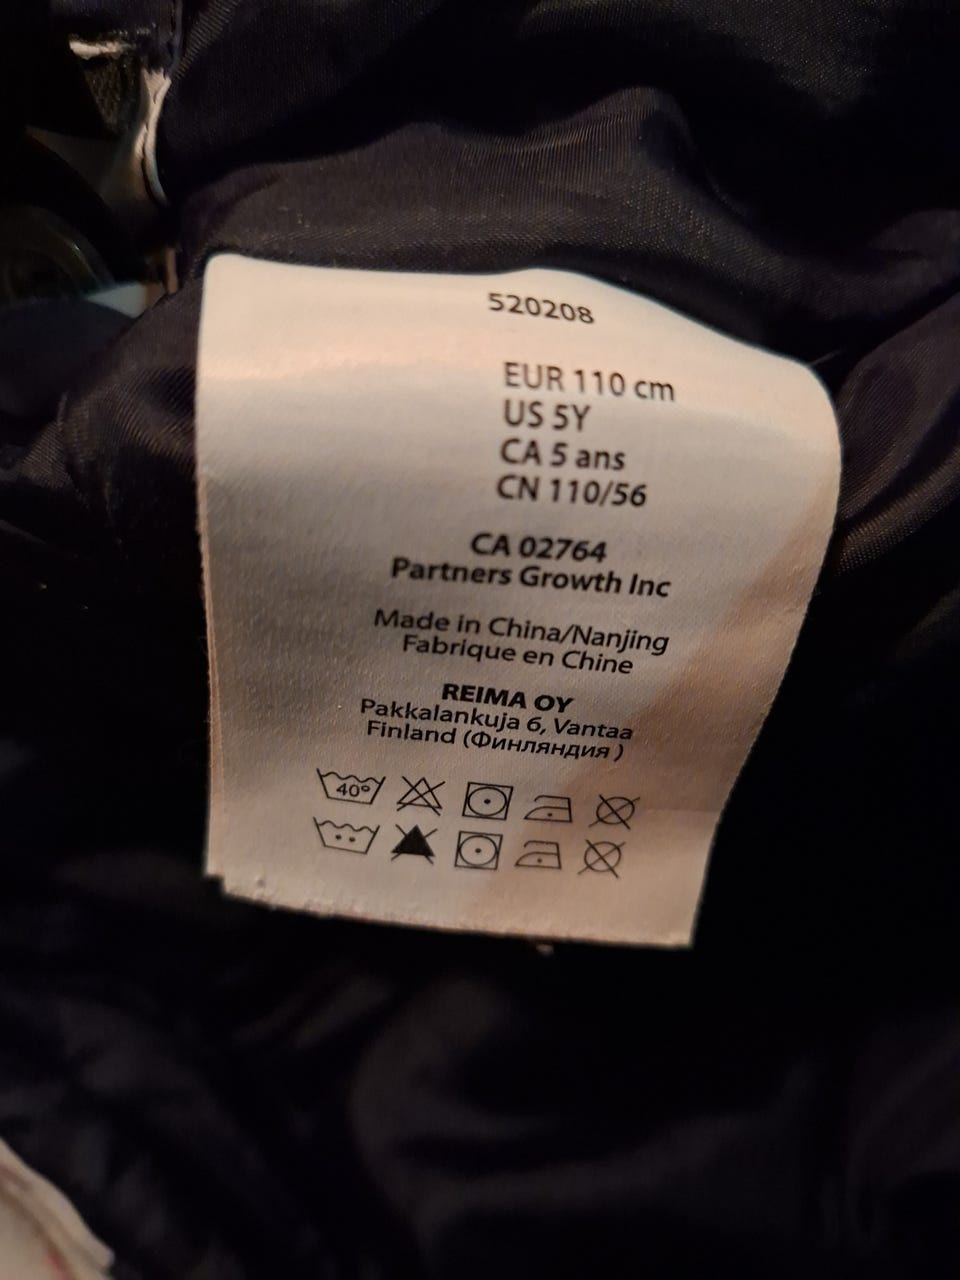 520208
EUR 110 cm
US 5Y
CA 5 ans
CN 110/56
CA 02764
Partners Growth Inc
Made in China/Nanjing
Fabrique en Chine
REIMA OY
Pakkalankuja 6, Vantaa
Finland (Финляндия )
40°